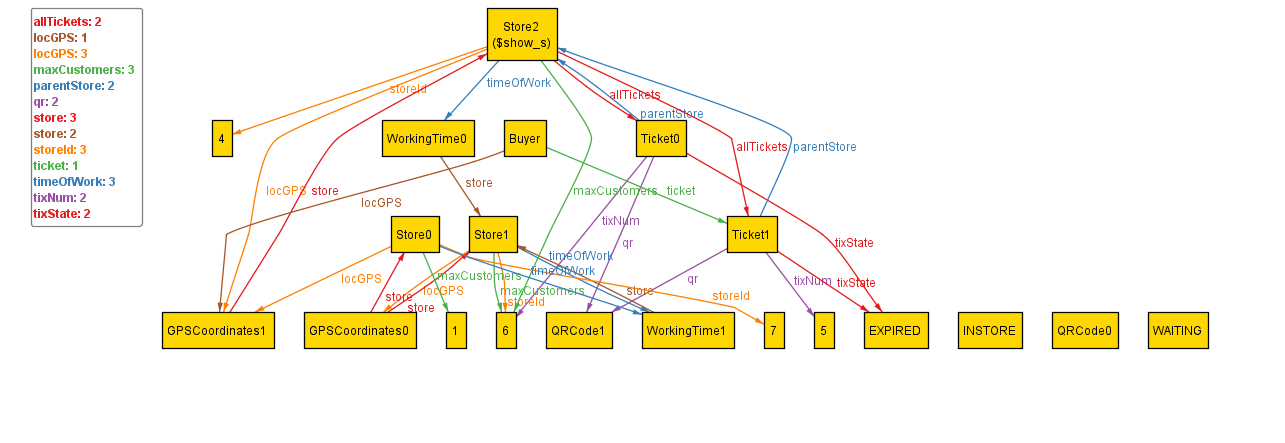 allTickets: 2
locGPS: 1
locGPS: 3
maxCustomers: 3
parentStore: 2
qr: 2
store: 3
store: 2
storeId: 3
ticket: 1
timeOfWork: 3
tixNum: 2
tixState: 2
Store2
($show_s)
storeId
timeOfWork
allTickets
parentStore
4
WorkingTime0
Buyer
Ticket0
allTickets
parentStore
locGPS
store
store
maxCustomers
ticket
locGPS
tixNum
Store0
Store1
qr
Ticket1
tixState
timeOfWork
timeOfWork
locGPS
maxCustomers
qr
tixNum
tixState
store
locGPS
maxCustomers
store
storeId
storeId
store
GPSCoordinates1
GPSCoordinates0
1
6
QRCode1
WorkingTime1
7
5
EXPIRED
INSTORE
QRCode0
WAITING